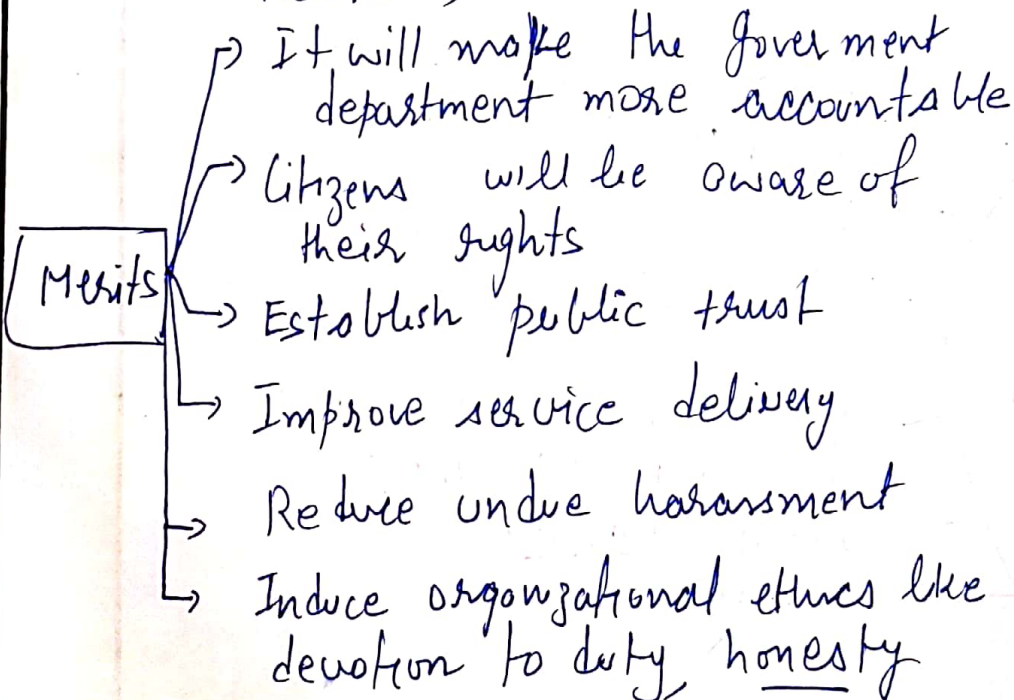 It will make the goverment
department more accountable
Citizens will be aware of
their rights
Merits
Establish public trust
Improve service delivery
Reduce undue harassment
Induce organizational ethics like
devotion to duty, honesty